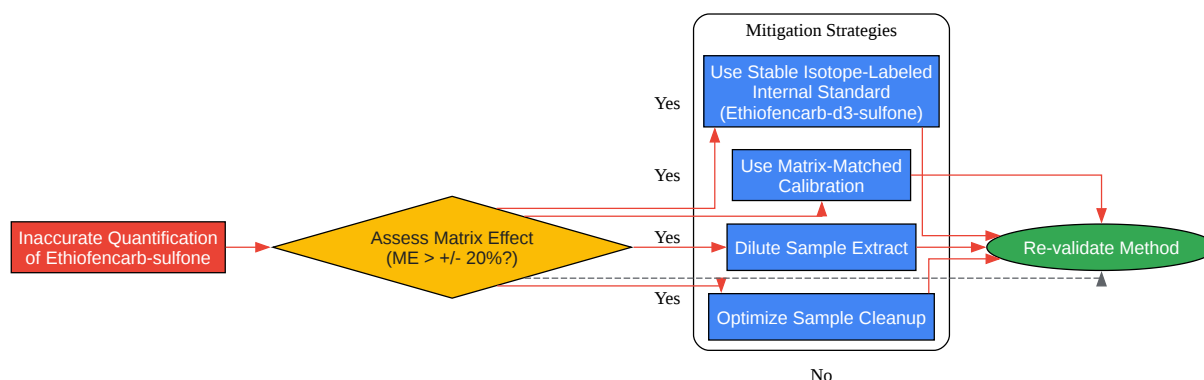 Mitigation Strategies
Use Stable Isotope-Labeled
Internal Standard
(Ethiofencarb-d3-sulfone)
Yes
Use Matrix-Matched
Calibration
Yes
Inaccurate Quantification
of Ethiofencarb-sulfone
Assess Matrix Effect
(ME > +/- 20%?)
Yes
Dilute Sample Extract
Re-validate Method
Yes
Optimize Sample Cleanup
No